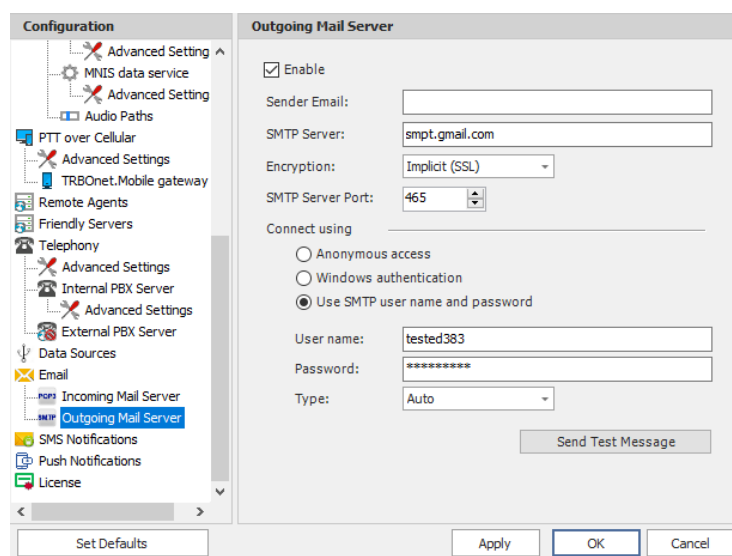 Configuration
Advanced Setting
MNIS data service
Advanced Setting
Audio Paths
PTT over Cellular
Advanced Settings
TRBOnet.Mobile gateway
Remote Agents
Friendly Servers
Telephony
Advanced Settings
Internal PBX Server
Advanced Settings
External PBX Server
Data Sources
Email
POP3 Incoming Mail Server
SMTP Outgoing Mail Server
SMS Notifications
Push Notifications
License
Set Defaults
Outgoing Mail Server
Enable
Sender Email:
SMTP Server: smpt.gmail.com
Encryption: Implicit (SSL)
SMTP Server Port: 465
Connect using
Anonymous access
Windows authentication
Use SMTP user name and password
User name: tested383
Password: *********
Type: Auto
Send Test Message
Apply OK Cancel